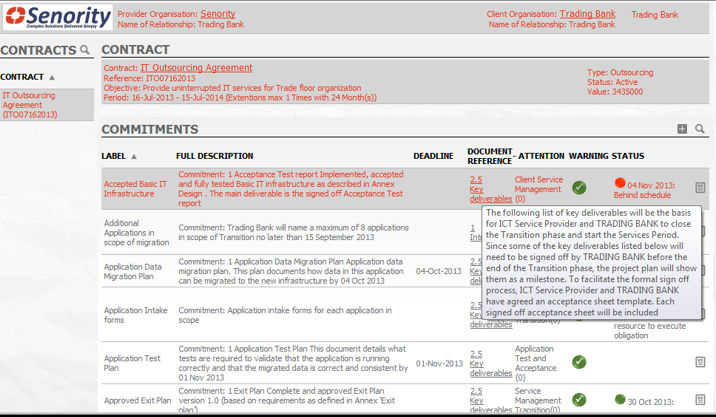 Senority
Complex Solutions Delivered Simply
Provider Organisation: Senority
Name of Relationship: Trading Bank
Client Organisation: Trading Bank
Name of Relationship: Trading Bank
Trading Bank
CONTRACTS
CONTRACT
IT Outsourcing
Agreement
(ITO07162013)
CONTRACT
Contract: IT Outsourcing Agreement
Reference: ITO07162013
Objective: Provide uninterrupted IT services for Trade floor organization
Period: 16-Jul-2013 - 15-Jul-2014 (Extentions max 1 Times with 24 Month(s))
Type: Outsourcing
Status: Active
Value: 3435000
COMMITMENTS
LABEL
FULL DESCRIPTION
DEADLINE
DOCUMENT
REFERENCE
ATTENTION
WARNING
STATUS
Accepted Basic IT
Infrastructure
Commitment: 1 Acceptance Test report Implemented, accepted
and fully tested Basic IT infrastructure as described in Annex
Design . The main deliverable is the signed off Acceptance Test
report
2.5
Key
deliverables
Client Service
Management
(0)
04 Nov 2013:
Behind schedule
The following list of key deliverables will be the basis
for ICT Service Provider and TRADING BANK to close
the Transition phase and start the Services Period.
Since some of the key deliverables listed below will
need to be signed off by TRADING BANK before the
end of the Transition phase, the project plan will show
them as a milestone. To facilitate the formal sign off
process, ICT Service Provider and TRADING BANK
have agreed an acceptance sheet template. Each
signed off acceptance sheet will be included
Additional
Applications in
scope of migration
Commitment: Trading Bank will name a maximum of 8 applications
in scope of Transition no later than 15 September 2013
1
Application Data
Migration Plan
Commitment: 1 Application Data Migration Plan Application data
migration plan. This plan documents how data in this application
can be migrated to the new infrastructure by 04 Oct 2013
04-Oct-2013
2.5
Key
deliverables
Application Intake
forms
Commitment: Application intake forms for each application in
scope
2.5
Key
deliverables
Transition(0)
resource to execute
obligation
Application Test
Plan
Commitment: 1 Application Test Plan This document details what
tests are required to validate that the application is running
correctly and that the migrated data is correct and consistent by
01 Nov 2013
01-Nov-2013
2.5
Key
deliverables
Application
Test and
Acceptance
(0)
Approved Exit Plan
Commitment: 1 Exit Plan Complete and approved Exit Plan
version 1.0 (based on requirements as defined in Annex 'Exit
plan')
2.5
Key
deliverables
Service
Management
Transition(0)
30 Oct 2013: